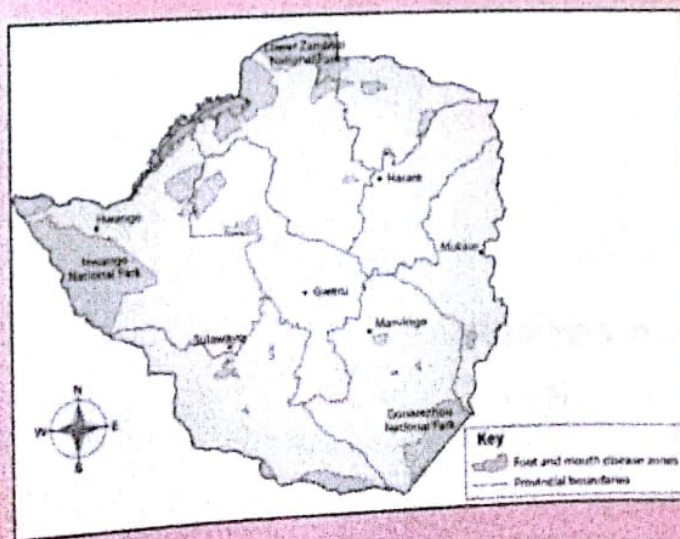 Lower Zambezi
National Park
Harare
Hwange
Hwange
National Park
Mutare
Gweru
Masvingo
Bulawayo
Gonarezhou
National Park
N
W
E
S
Key
Foot and mouth disease zones
Provincial boundaries